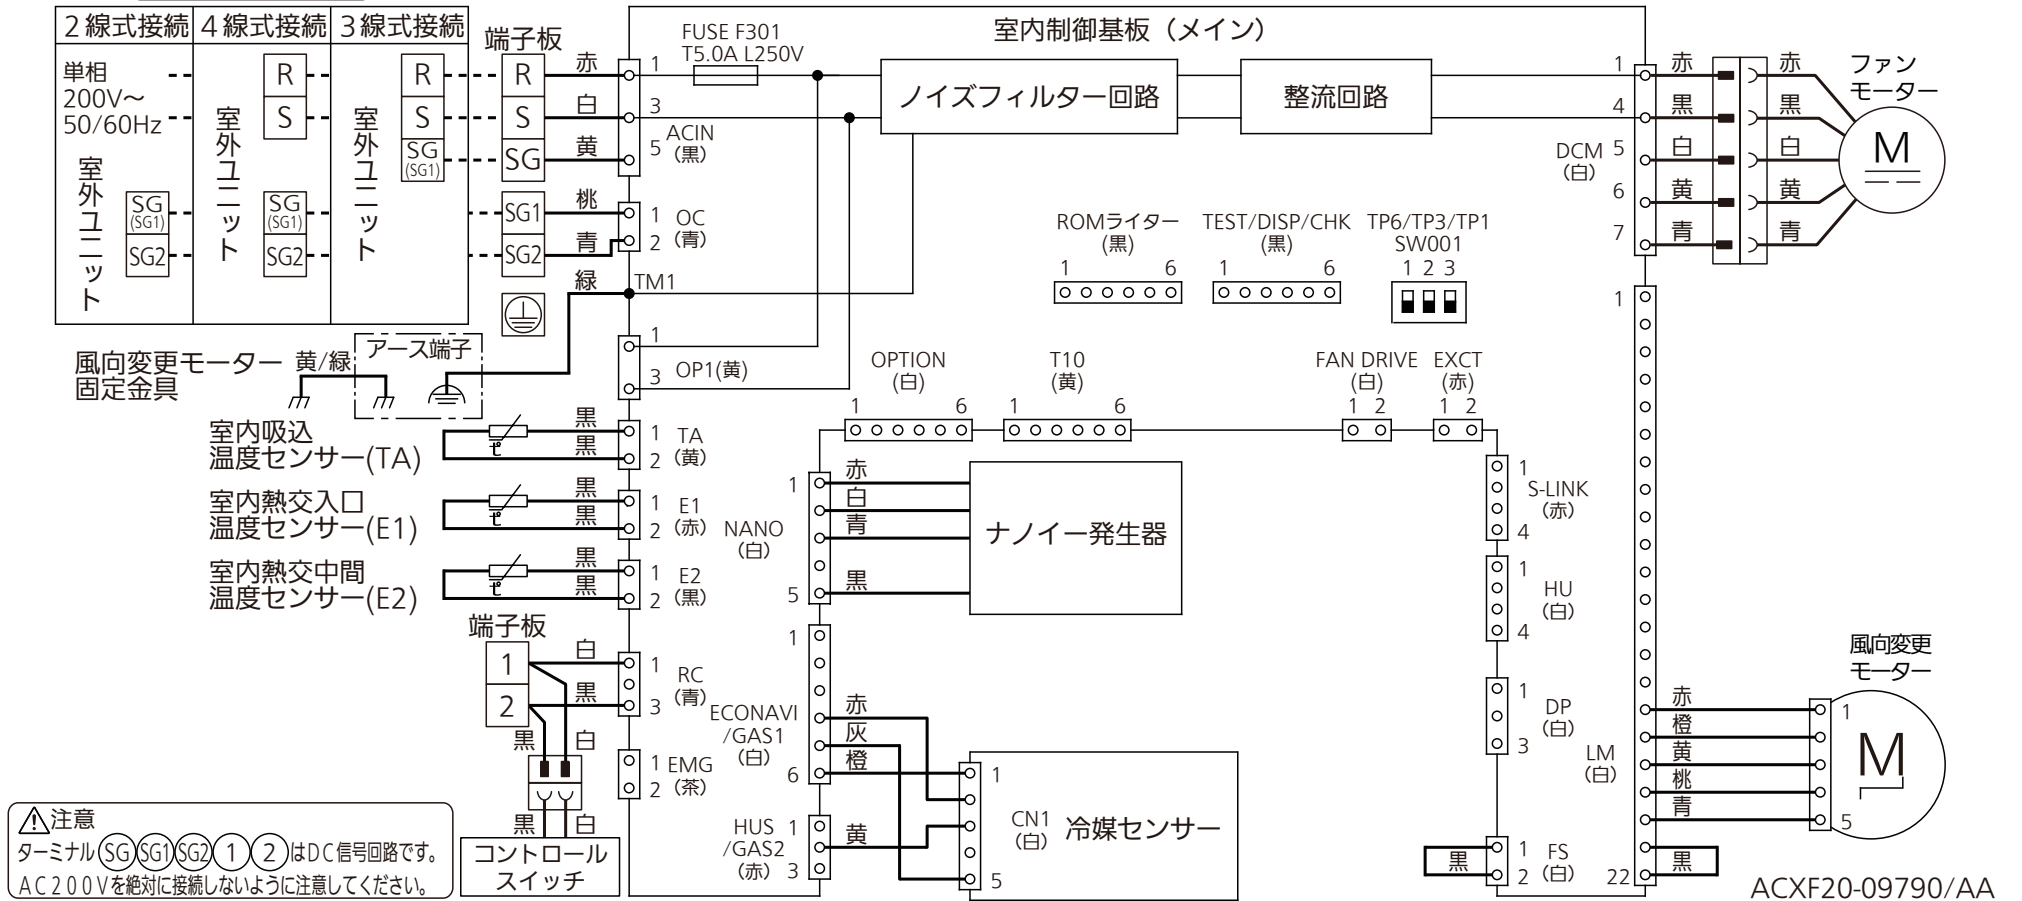 2線式接続
4線式接続
3線式接続
端子板
単相
200V～
50/60Hz
室外ユニット
SG
(SG1)
SG2
R
S
室外ユニット
SG
(SG1)
SG2
R
S
SG
(SG1)
室外ユニット
R
S
SG
SG1
SG2
赤
白
黄
桃
青
緑
1
3
5
ACIN
(黒)
1
2
OC
(青)
TM1
1
3
OP1(黄)
FUSE F301
T5.0A L250V
室内制御基板（メイン）
ノイズフィルター回路
整流回路
1
4
5
6
7
DCM
(白)
赤
黒
白
黄
青
赤
黒
白
黄
青
ファン
モーター
M
ROMライター
(黒)
1
6
TEST/DISP/CHK
(黒)
1
6
TP6/TP3/TP1
SW001
1 2 3
風向変更モーター
固定金具
黄/緑
アース端子
室内吸込
温度センサー(TA)
ピ
黒
黒
1
2
TA
(黄)
室内熱交入口
温度センサー(E1)
ピ
黒
黒
1
2
E1
(赤)
室内熱交中間
温度センサー(E2)
ピ
黒
黒
1
2
E2
(黒)
OPTION
(白)
1
6
T10
(黄)
1
6
FAN DRIVE
(白)
1 2
EXCT
(赤)
1 2
NANO
(白)
1
5
赤
白
青
黒
ナノイー発生器
S-LINK
(赤)
1
4
HU
(白)
1
4
DP
(白)
1
3
FS
(白)
1
2
黒
端子板
1
2
白
黒
1
3
RC
(青)
黒
白
黒
白
コントロール
スイッチ
1
2
EMG
(茶)
ECONAVI
/GAS1
(白)
1
6
赤
灰
橙
HUS
/GAS2
(赤)
1
3
黄
CN1
(白)
1
5
冷媒センサー
1
22
LM
(白)
赤
橙
黄
桃
青
黒
1
5
風向変更
モーター
M
注意
ターミナルSG SG1 SG2 1 2はDC信号回路です。
AC200Vを絶対に接続しないように注意してください。
ACXF20-09790/AA